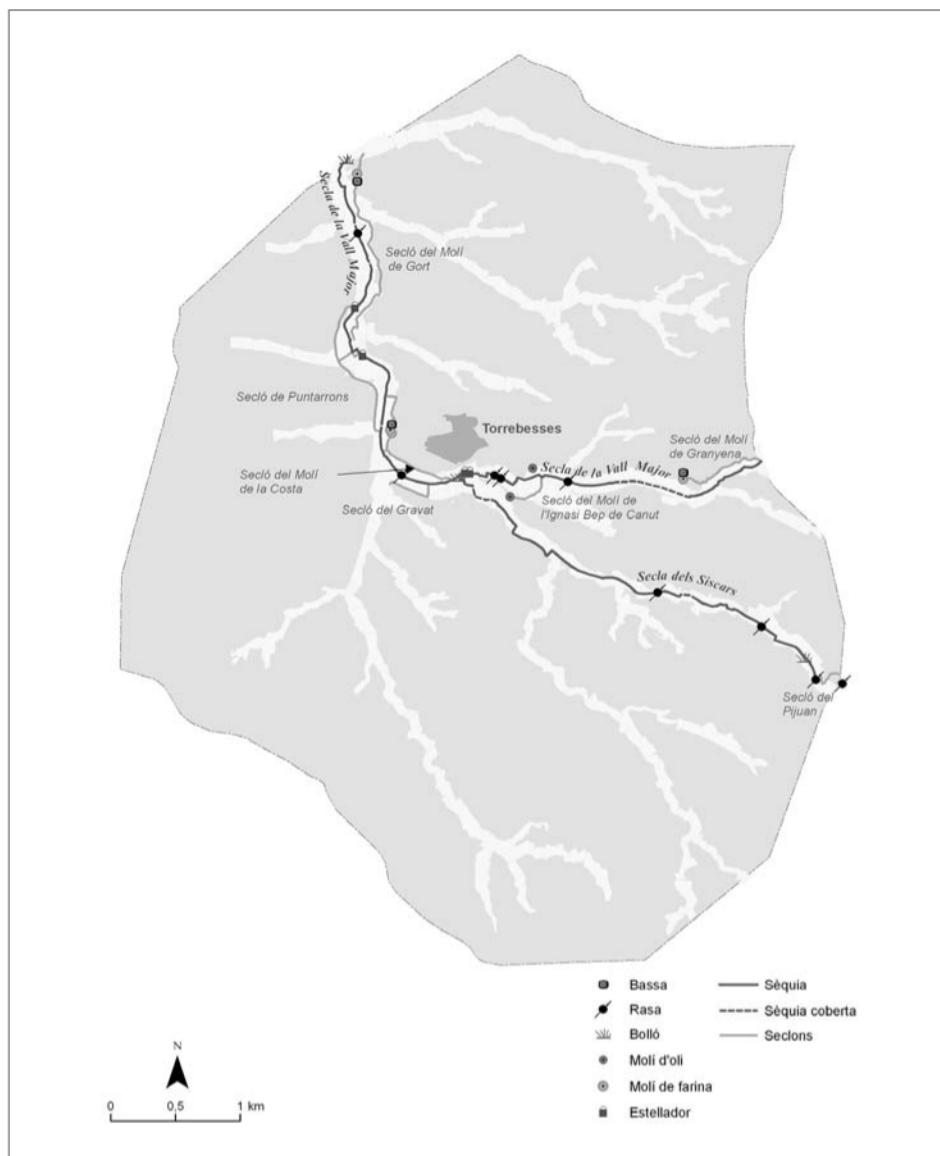 Secla de la Vall Major
Secló del Molí
de Gort
Secló de Puntarrons
Torrebesses
Secló del Molí
de Granyena
Secló del Molí
de la Costa
Secla de la Vall Major
Secló del Gravat
Secló del Molí de
l'Ignasi Bep de Canut
Secla dels Siscars
Secló del
Pijuan
Bassa
Rasa
Bolló
Molí d'oli
Molí de farina
Estellador
Sèquia
Sèquia coberta
Seclons
N
0 0,5 1 km